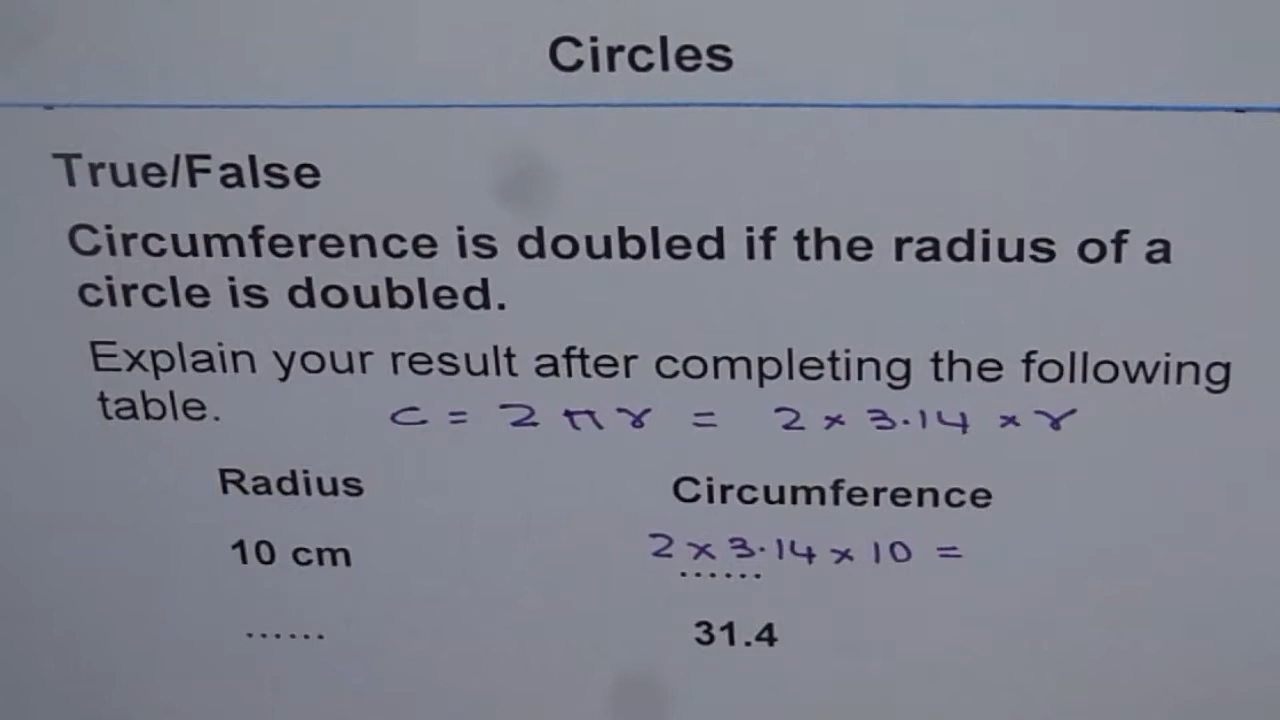 Circles
True/False
Circumference is doubled if the radius of a
circle is doubled.
Explain your result after completing the following
table. c = 2 π r = 2 × 3.14 × r
Radius Circumference
10 cm 2 × 3.14 × 10 =
......
...... 31.4